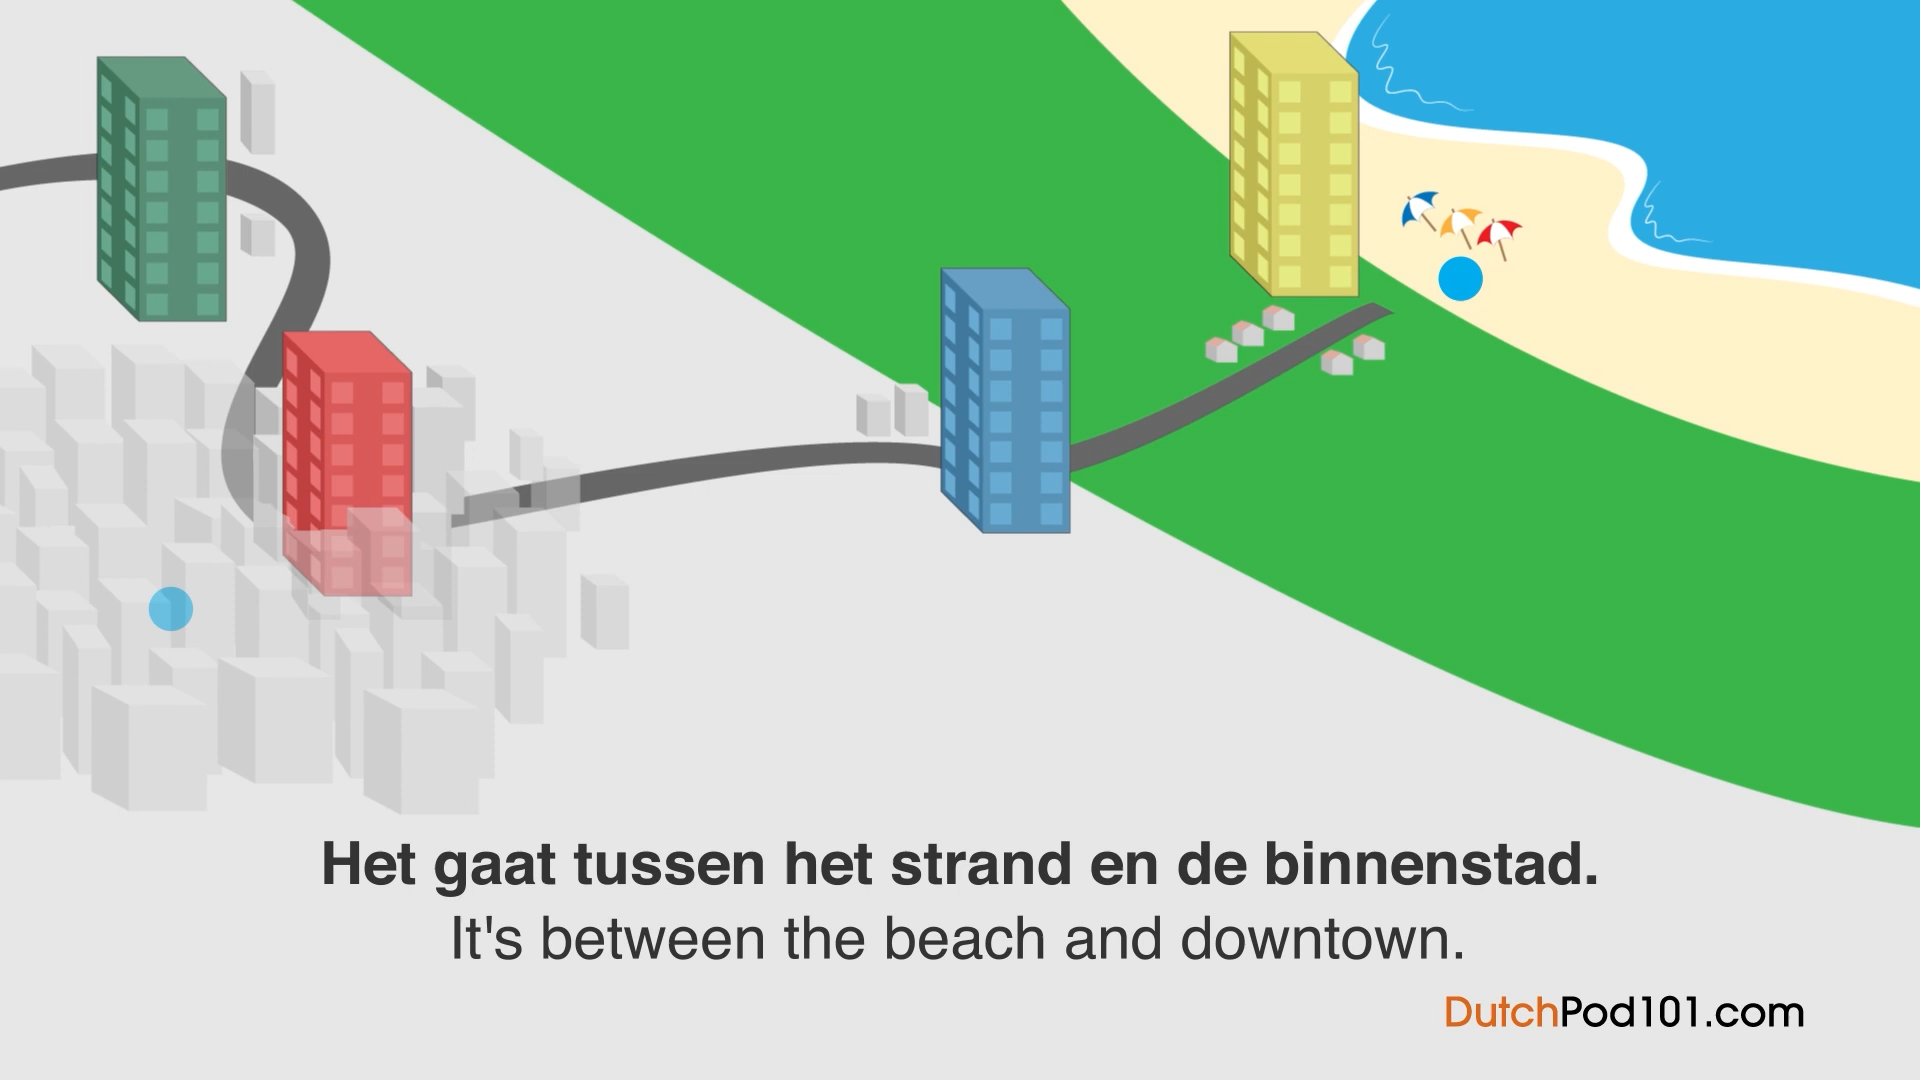 Het gaat tussen het strand en de binnenstad.
It's between the beach and downtown.
DutchPod101.com